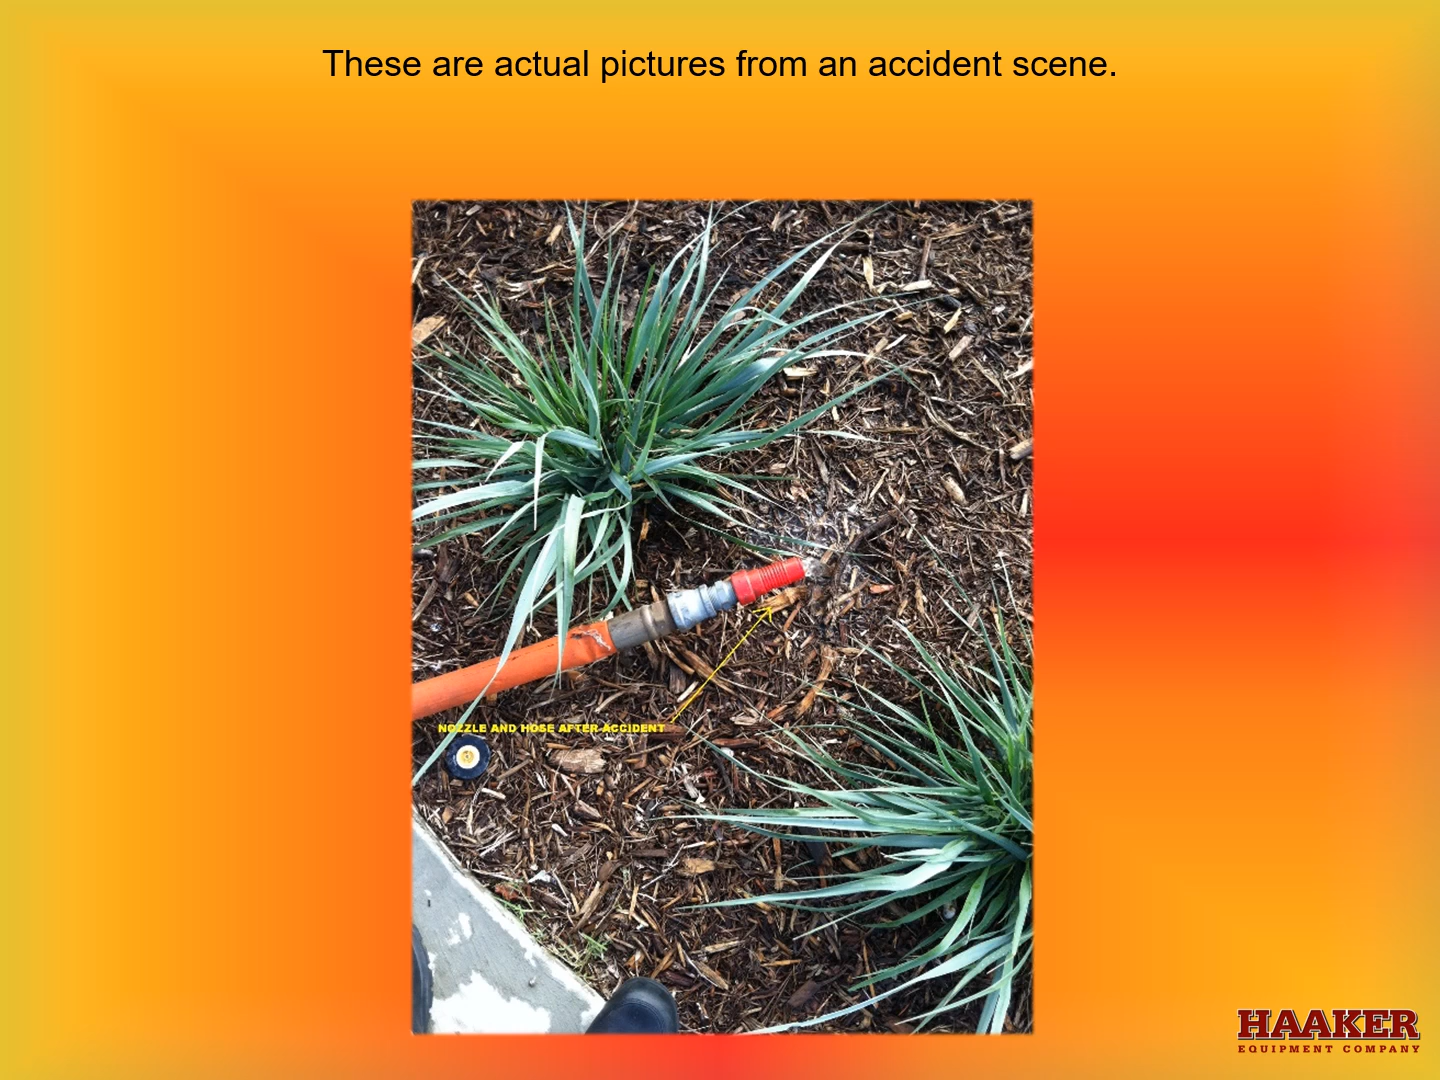 These are actual pictures from an accident scene.
NOZZLE AND HOSE AFTER ACCIDENT
HAAKER
EQUIPMENT COMPANY